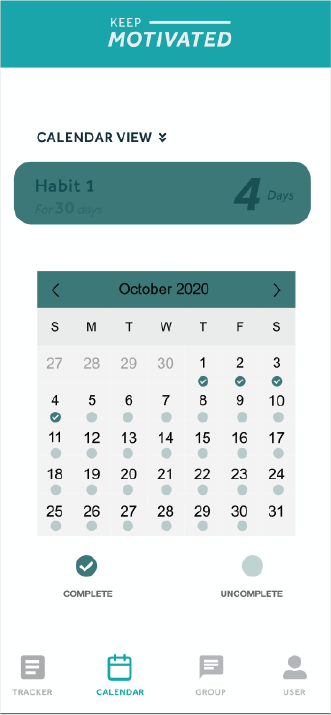 KEEP
MOTIVATED
CALENDAR VIEW
Habit 1
For 30 days
4 Days
October 2020
S M T W T F S
27 28 29 30 1 2 3
4 5 6 7 8 9 10
11 12 13 14 15 16 17
18 19 20 21 22 23 24
25 26 27 28 29 30 31
COMPLETE UNCOMPLETE
TRACKER CALENDAR GROUP USER